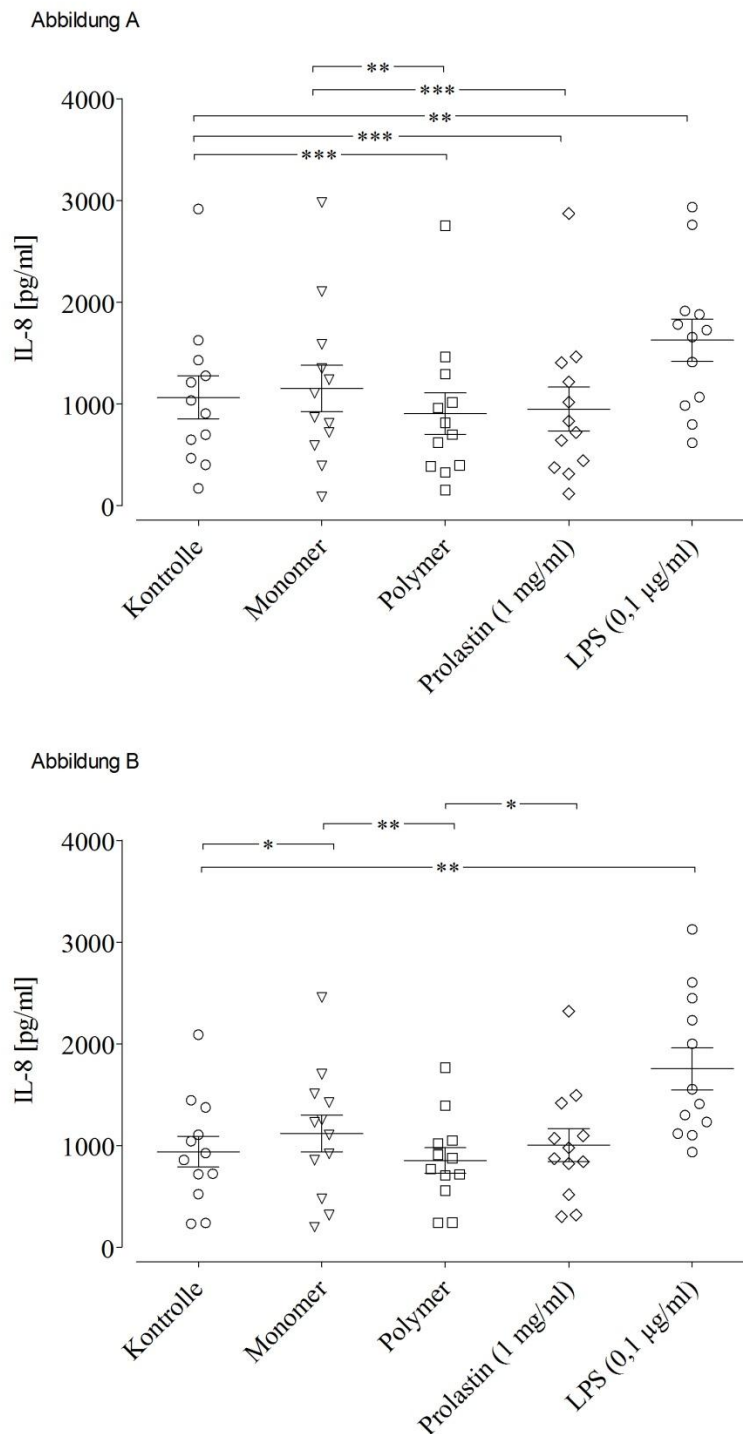 Abbildung A
**
***
**
***
***
4000
3000
2000
1000
0
IL-8 [pg/ml]
Kontrolle
Monomer
Polymer
Prolastin (1 mg/ml)
LPS (0,1 µg/ml)
Abbildung B
*
**
*
**
4000
3000
2000
1000
0
IL-8 [pg/ml]
Kontrolle
Monomer
Polymer
Prolastin (1 mg/ml)
LPS (0,1 µg/ml)